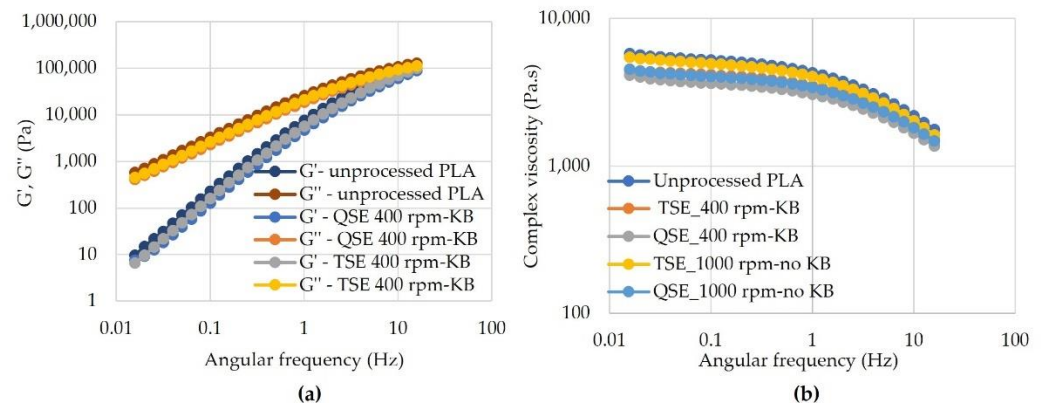 1,000,000
100,000
10,000
1,000
100
10
1
G', G'' (Pa)
G'- unprocessed PLA
G'' - unprocessed PLA
G' - QSE 400 rpm-KB
G'' - QSE 400 rpm-KB
G' - TSE 400 rpm-KB
G'' - TSE 400 rpm-KB
0.01 0.1 1 10 100
Angular frequency (Hz)
(a)
10,000
1,000
100
Complex viscosity (Pa.s)
Unprocessed PLA
TSE_400 rpm-KB
QSE_400 rpm-KB
TSE_1000 rpm-no KB
QSE_1000 rpm-no KB
0.01 0.1 1 10 100
Angular frequency (Hz)
(b)